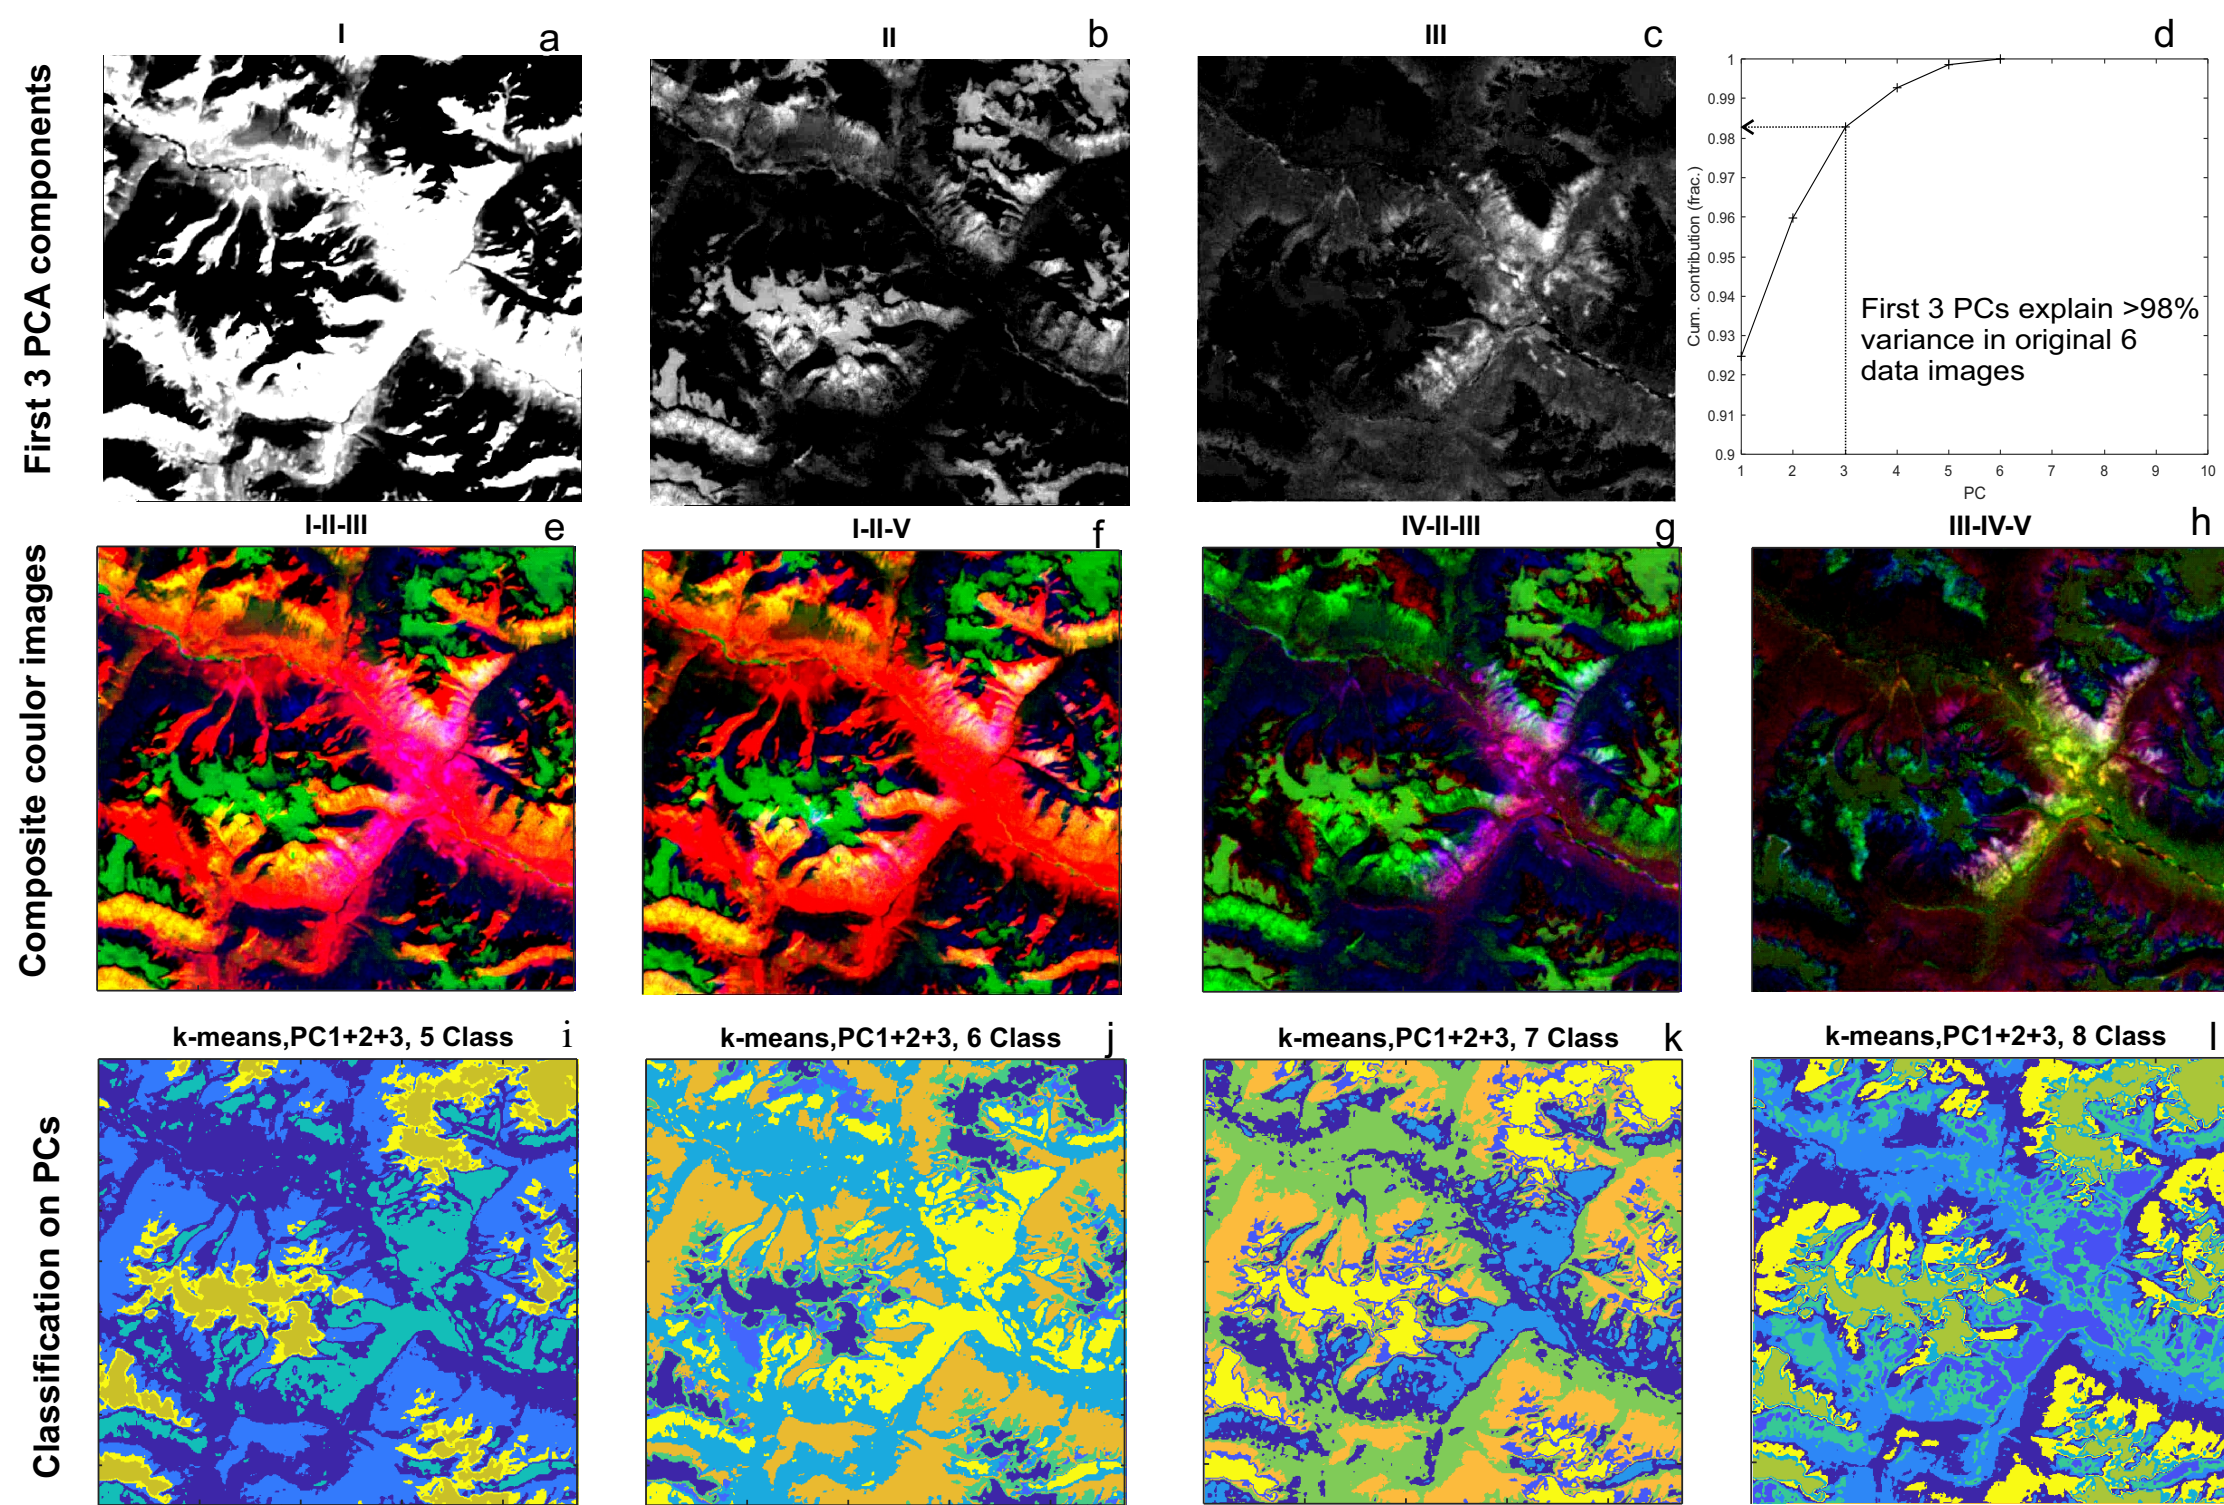 First 3 PCA components
I
a
II
b
III
c
d
1
0.99
0.98
0.97
0.96
0.95
0.94
0.93
0.92
0.91
0.9
Cum. contribution (frac.)
First 3 PCs explain >98%
variance in original 6
data images
1 2 3 4 5 6 7 8 9 10
PC
Composite coulor images
I-II-III
e
I-II-V
f
IV-II-III
g
III-IV-V
h
Classification on PCs
k-means,PC1+2+3, 5 Class
i
k-means,PC1+2+3, 6 Class
j
k-means,PC1+2+3, 7 Class
k
k-means,PC1+2+3, 8 Class
l